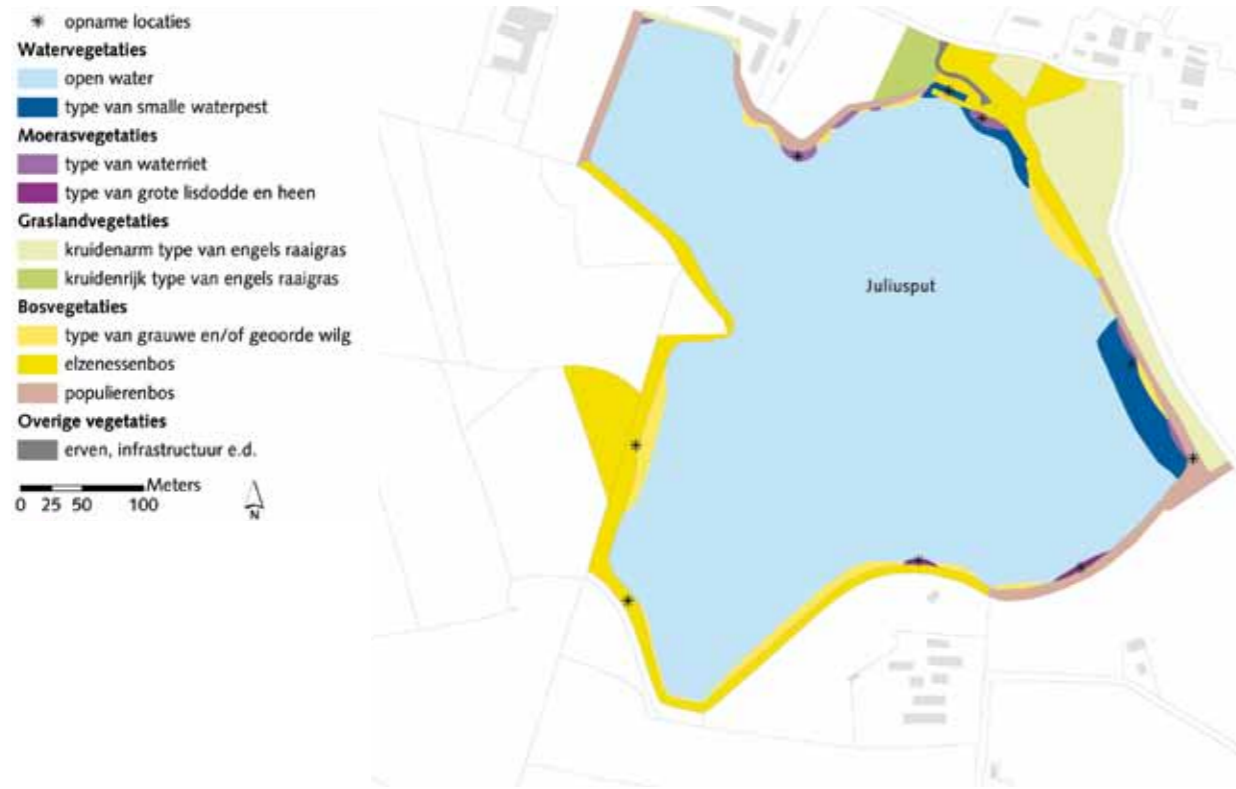 opname locaties
Watervegetaties
open water
type van smalle waterpest
Moerasvegetaties
type van waterriet
type van grote lisdodde en heen
Graslandvegetaties
kruidenarm type van engels raaigras
kruidenrijk type van engels raaigras
Bosvegetaties
type van grauwe en/of geoorde wilg
elzenessenbos
populierenbos
Overige vegetaties
erven, infrastructuur e.d.
Meters
0 25 50 100
N
Juliusput